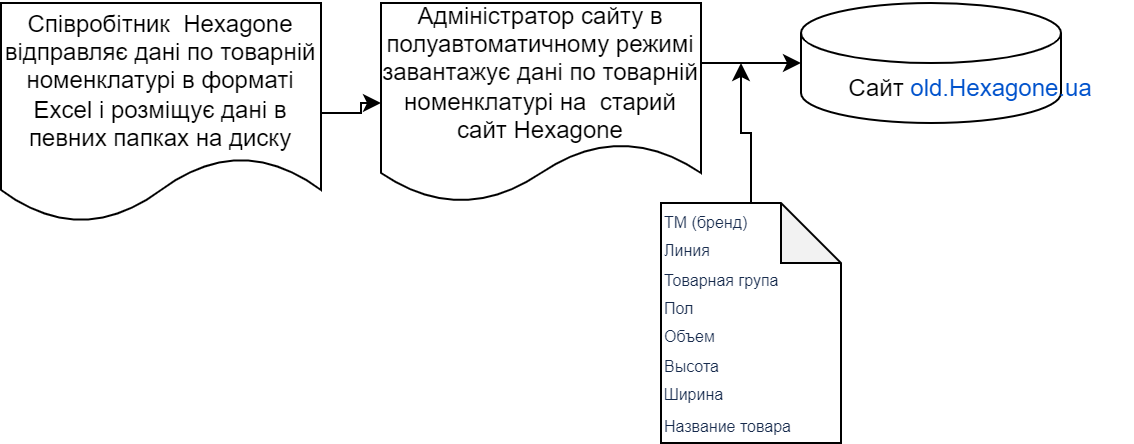 Співробітник Hexagone
відправляє дані по товарній
номенклатурі в форматі
Excel і розміщує дані в
певних папках на диску
Адміністратор сайту в
полуавтоматичному режимі
завантажує дані по товарній
номенклатурі на старий
сайт Hexagone
Сайт old.Hexagone.ua
ТМ (бренд)
Линия
Товарная група
Пол
Объем
Высота
Ширина
Название товара